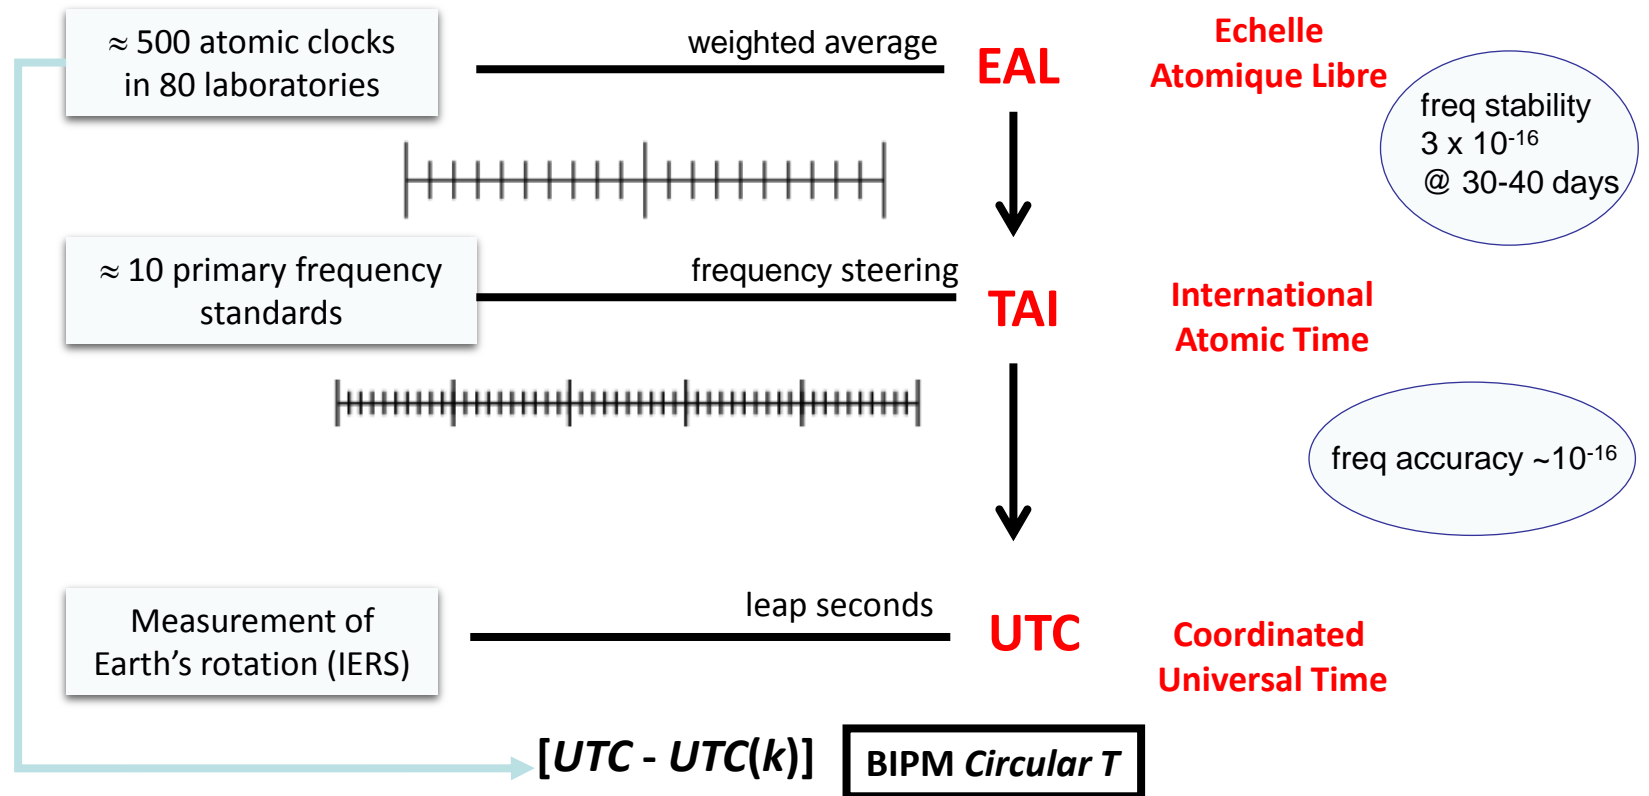 ≈ 500 atomic clocks
in 80 laboratories
weighted average
EAL
Echelle
Atomique Libre
freq stability
3 x 10⁻¹⁶
@ 30-40 days
≈ 10 primary frequency
standards
frequency steering
TAI
International
Atomic Time
freq accuracy ~10⁻¹⁶
Measurement of
Earth’s rotation (IERS)
leap seconds
UTC
Coordinated
Universal Time
[UTC - UTC(k)]
BIPM Circular T